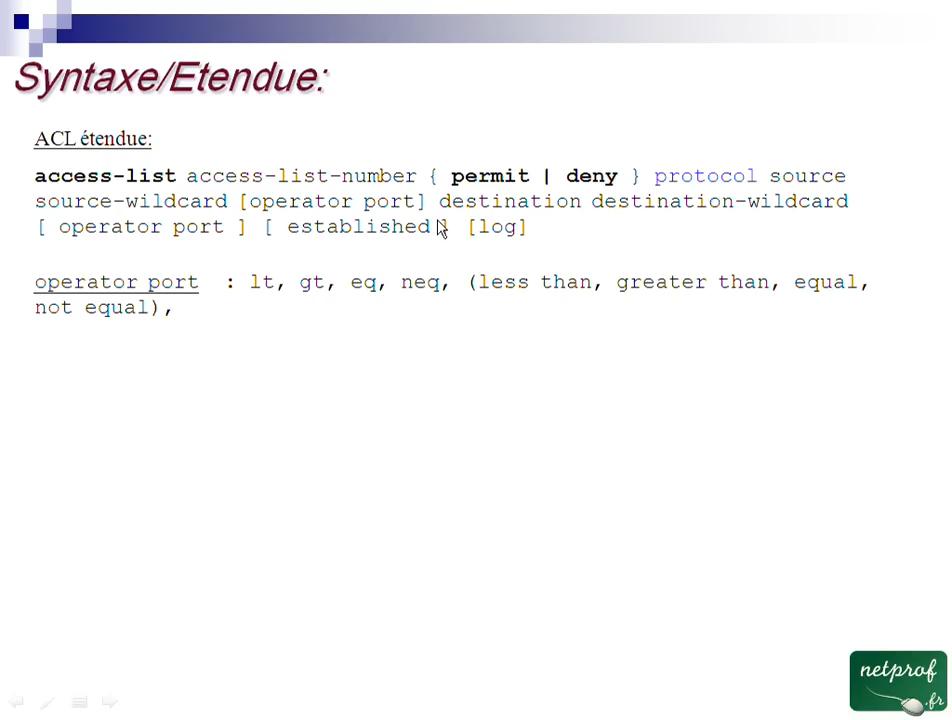 Syntaxe/Etendue:
ACL étendue:
access-list access-list-number { permit | deny } protocol source
source-wildcard [operator port] destination destination-wildcard
[ operator port ] [ established ] [log]
operator port : lt, gt, eq, neq, (less than, greater than, equal,
not equal),
netprof
.fr